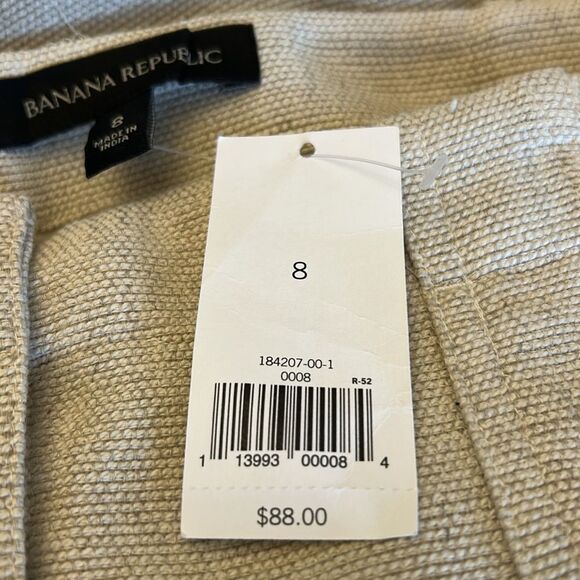 BANANA REPUBLIC
8
MADE IN
INDIA
8
184207-00-1
0008 R-52
1 13993 00008 4
$88.00